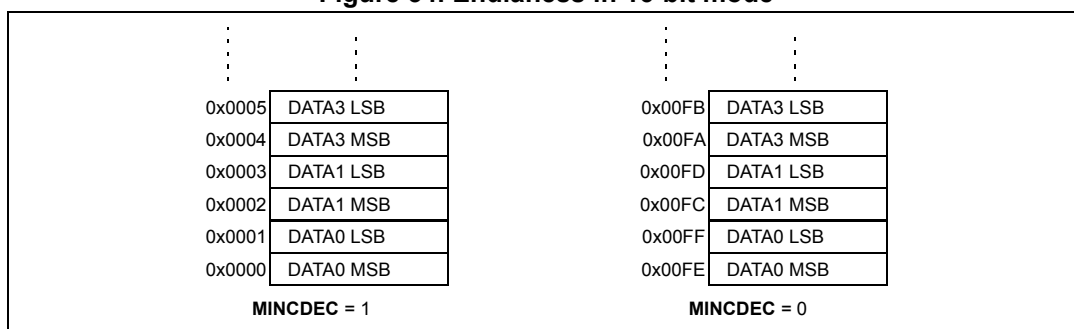 Figure Endianess in 16-bit mode
0x0005 DATA3 LSB
0x0004 DATA3 MSB
0x0003 DATA1 LSB
0x0002 DATA1 MSB
0x0001 DATA0 LSB
0x0000 DATA0 MSB
MINCDEC = 1
0x00FB DATA3 LSB
0x00FA DATA3 MSB
0x00FD DATA1 LSB
0x00FC DATA1 MSB
0x00FF DATA0 LSB
0x00FE DATA0 MSB
MINCDEC = 0